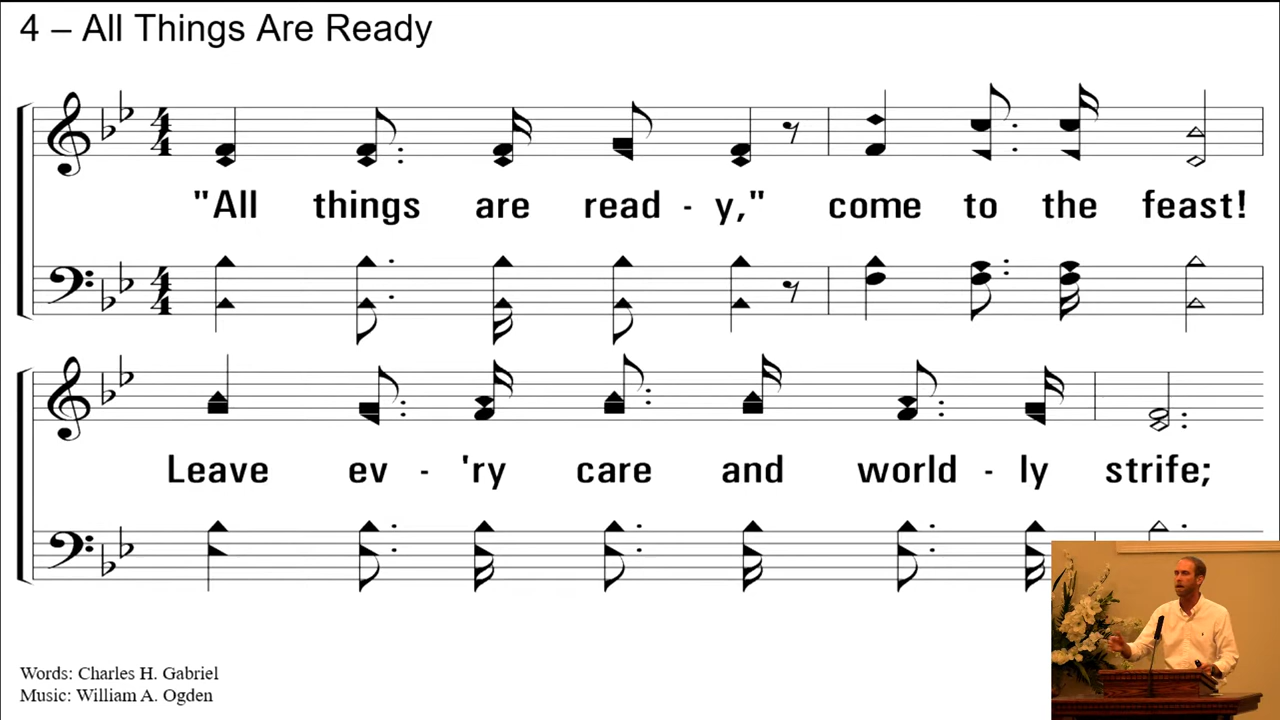 4 – All Things Are Ready
"All things are read - y," come to the feast!
Leave ev - 'ry care and world - ly strife;
Words: Charles H. Gabriel
Music: William A. Ogden